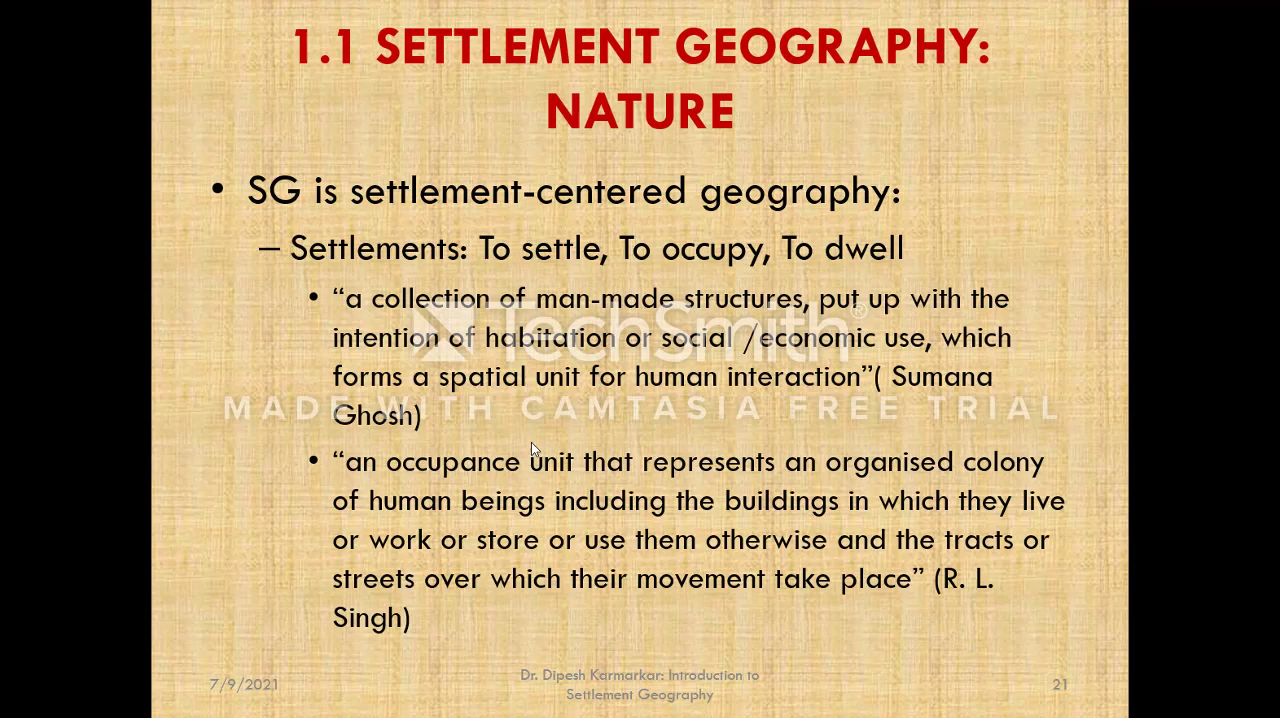 1.1 SETTLEMENT GEOGRAPHY:
NATURE
• SG is settlement-centered geography:
– Settlements: To settle, To occupy, To dwell
• “a collection of man-made structures, put up with the
intention of habitation or social /economic use, which
forms a spatial unit for human interaction”( Sumana
Ghosh)
TechSmith®
MADE WITH CAMTASIA FREE TRIAL
• “an occupance unit that represents an organised colony
of human beings including the buildings in which they live
or work or store or use them otherwise and the tracts or
streets over which their movement take place” (R. L.
Singh)
7/9/2021
Dr. Dipesh Karmarkar: Introduction to
Settlement Geography
21